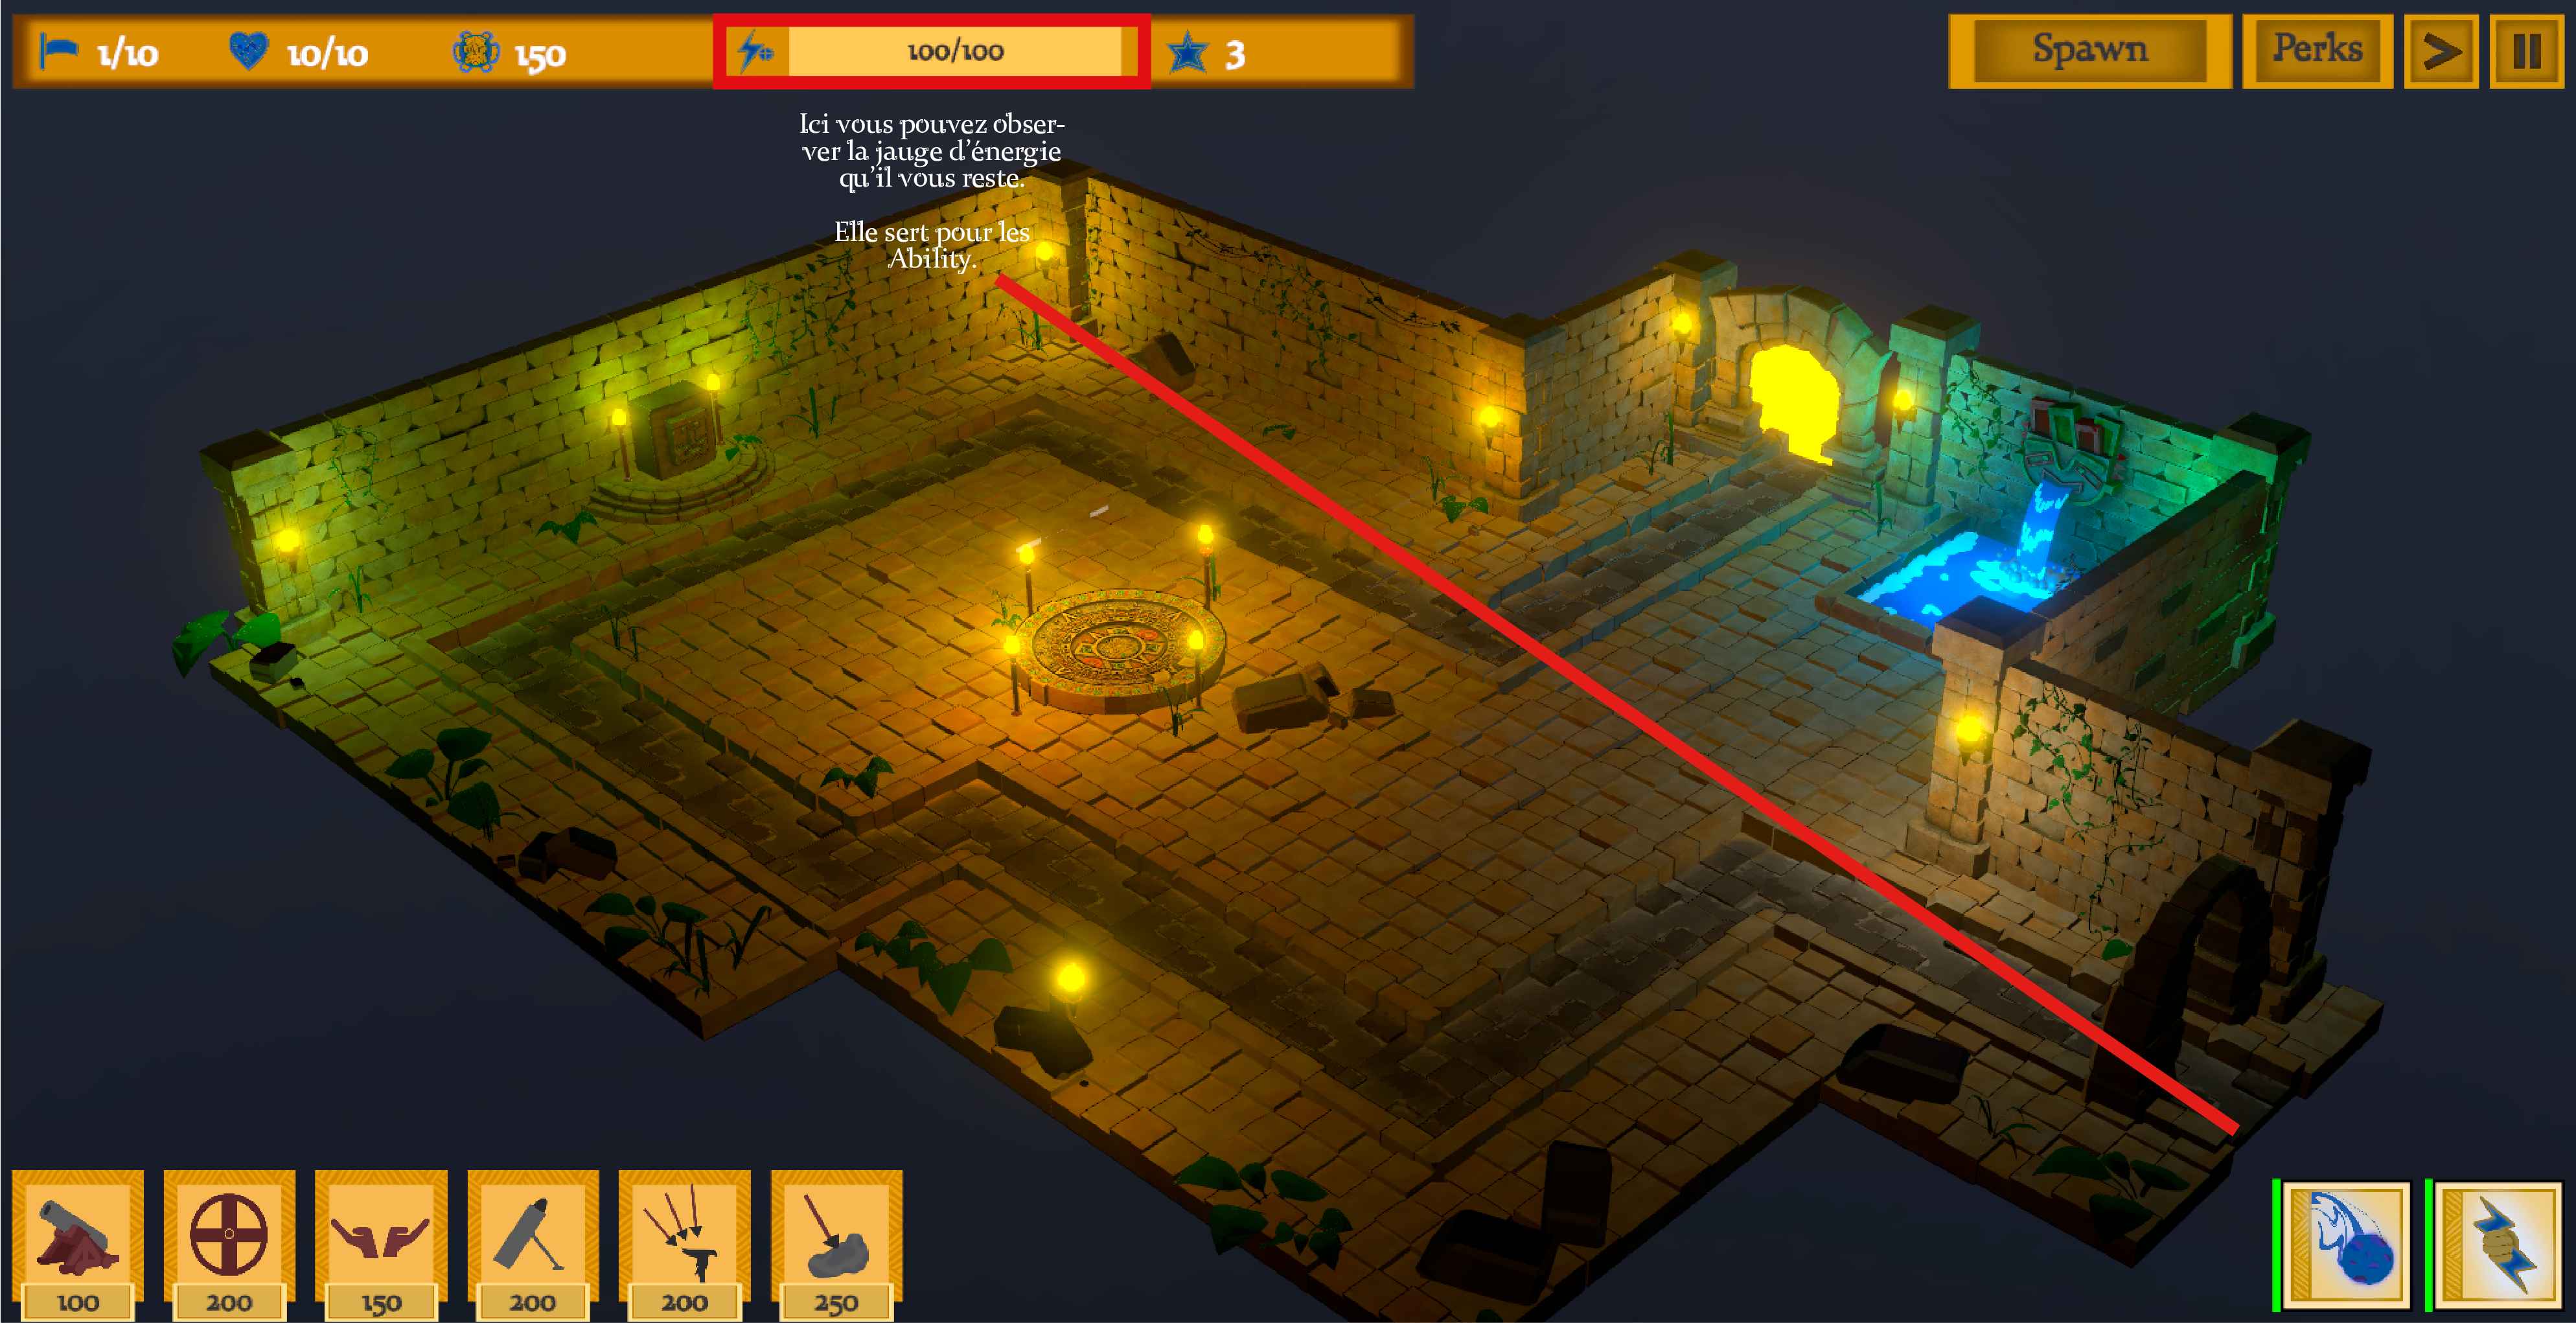 1/10
10/10
150
100/100
3
Spawn
Perks
>
Ici vous pouvez obser-
ver la jauge d'énergie
qu'il vous reste.
Elle sert pour les
Ability.
100
200
150
200
200
250